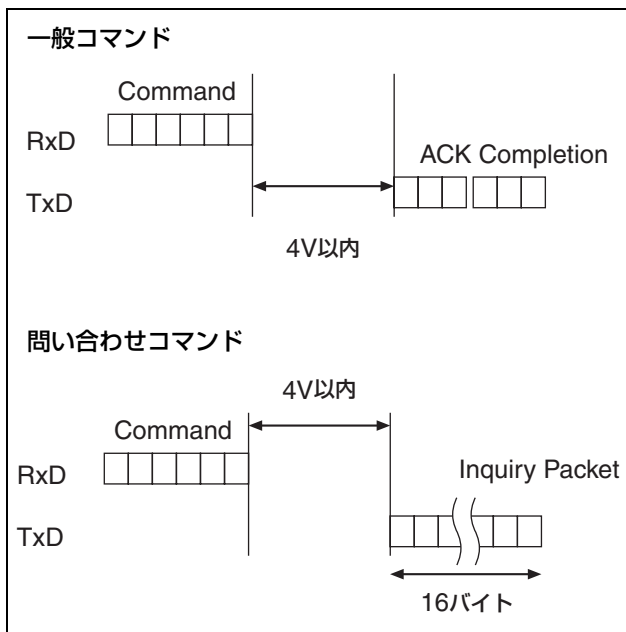 一般コマンド
Command
RxD
ACK Completion
TxD
4V以内
問い合わせコマンド
4V以内
Command
RxD
Inquiry Packet
TxD
16バイト